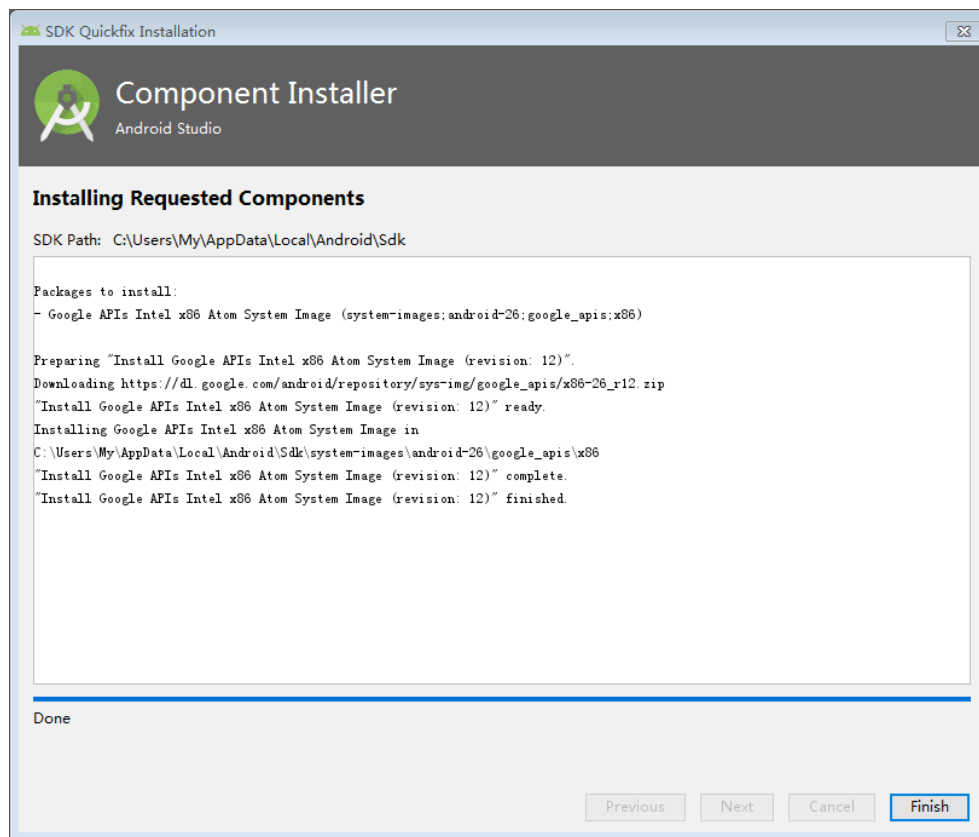 SDK Quickfix Installation
Component Installer
Android Studio
Installing Requested Components
SDK Path: C:\Users\My\AppData\Local\Android\Sdk
Packages to install:
- Google APIs Intel x86 Atom System Image (system-images;android-26;google_apis;x86)
Preparing "Install Google APIs Intel x86 Atom System Image (revision: 12)".
Downloading https://dl.google.com/android/repository/sys-img/google_apis/x86-26_r12.zip
"Install Google APIs Intel x86 Atom System Image (revision: 12)" ready.
Installing Google APIs Intel x86 Atom System Image in
C:\Users\My\AppData\Local\Android\Sdk\system-images\android-26\google_apis\x86
"Install Google APIs Intel x86 Atom System Image (revision: 12)" complete.
"Install Google APIs Intel x86 Atom System Image (revision: 12)" finished.
Done
Previous Next Cancel Finish